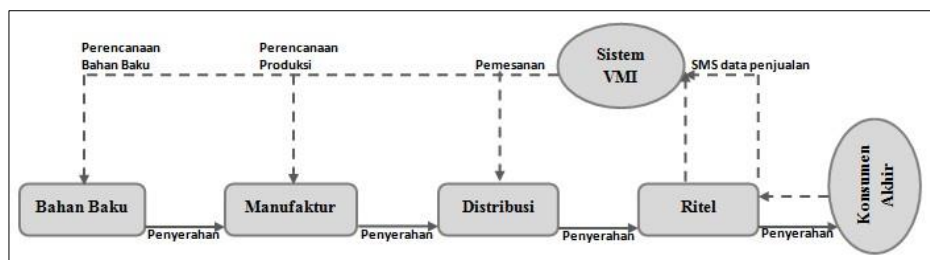 Perencanaan
Bahan Baku
Perencanaan
Produksi
Pemesanan
Sistem
VMI
SMS data penjualan
Konsumen
Akhir
Bahan Baku
Manufaktur
Distribusi
Ritel
Penyerahan
Penyerahan
Penyerahan
Penyerahan